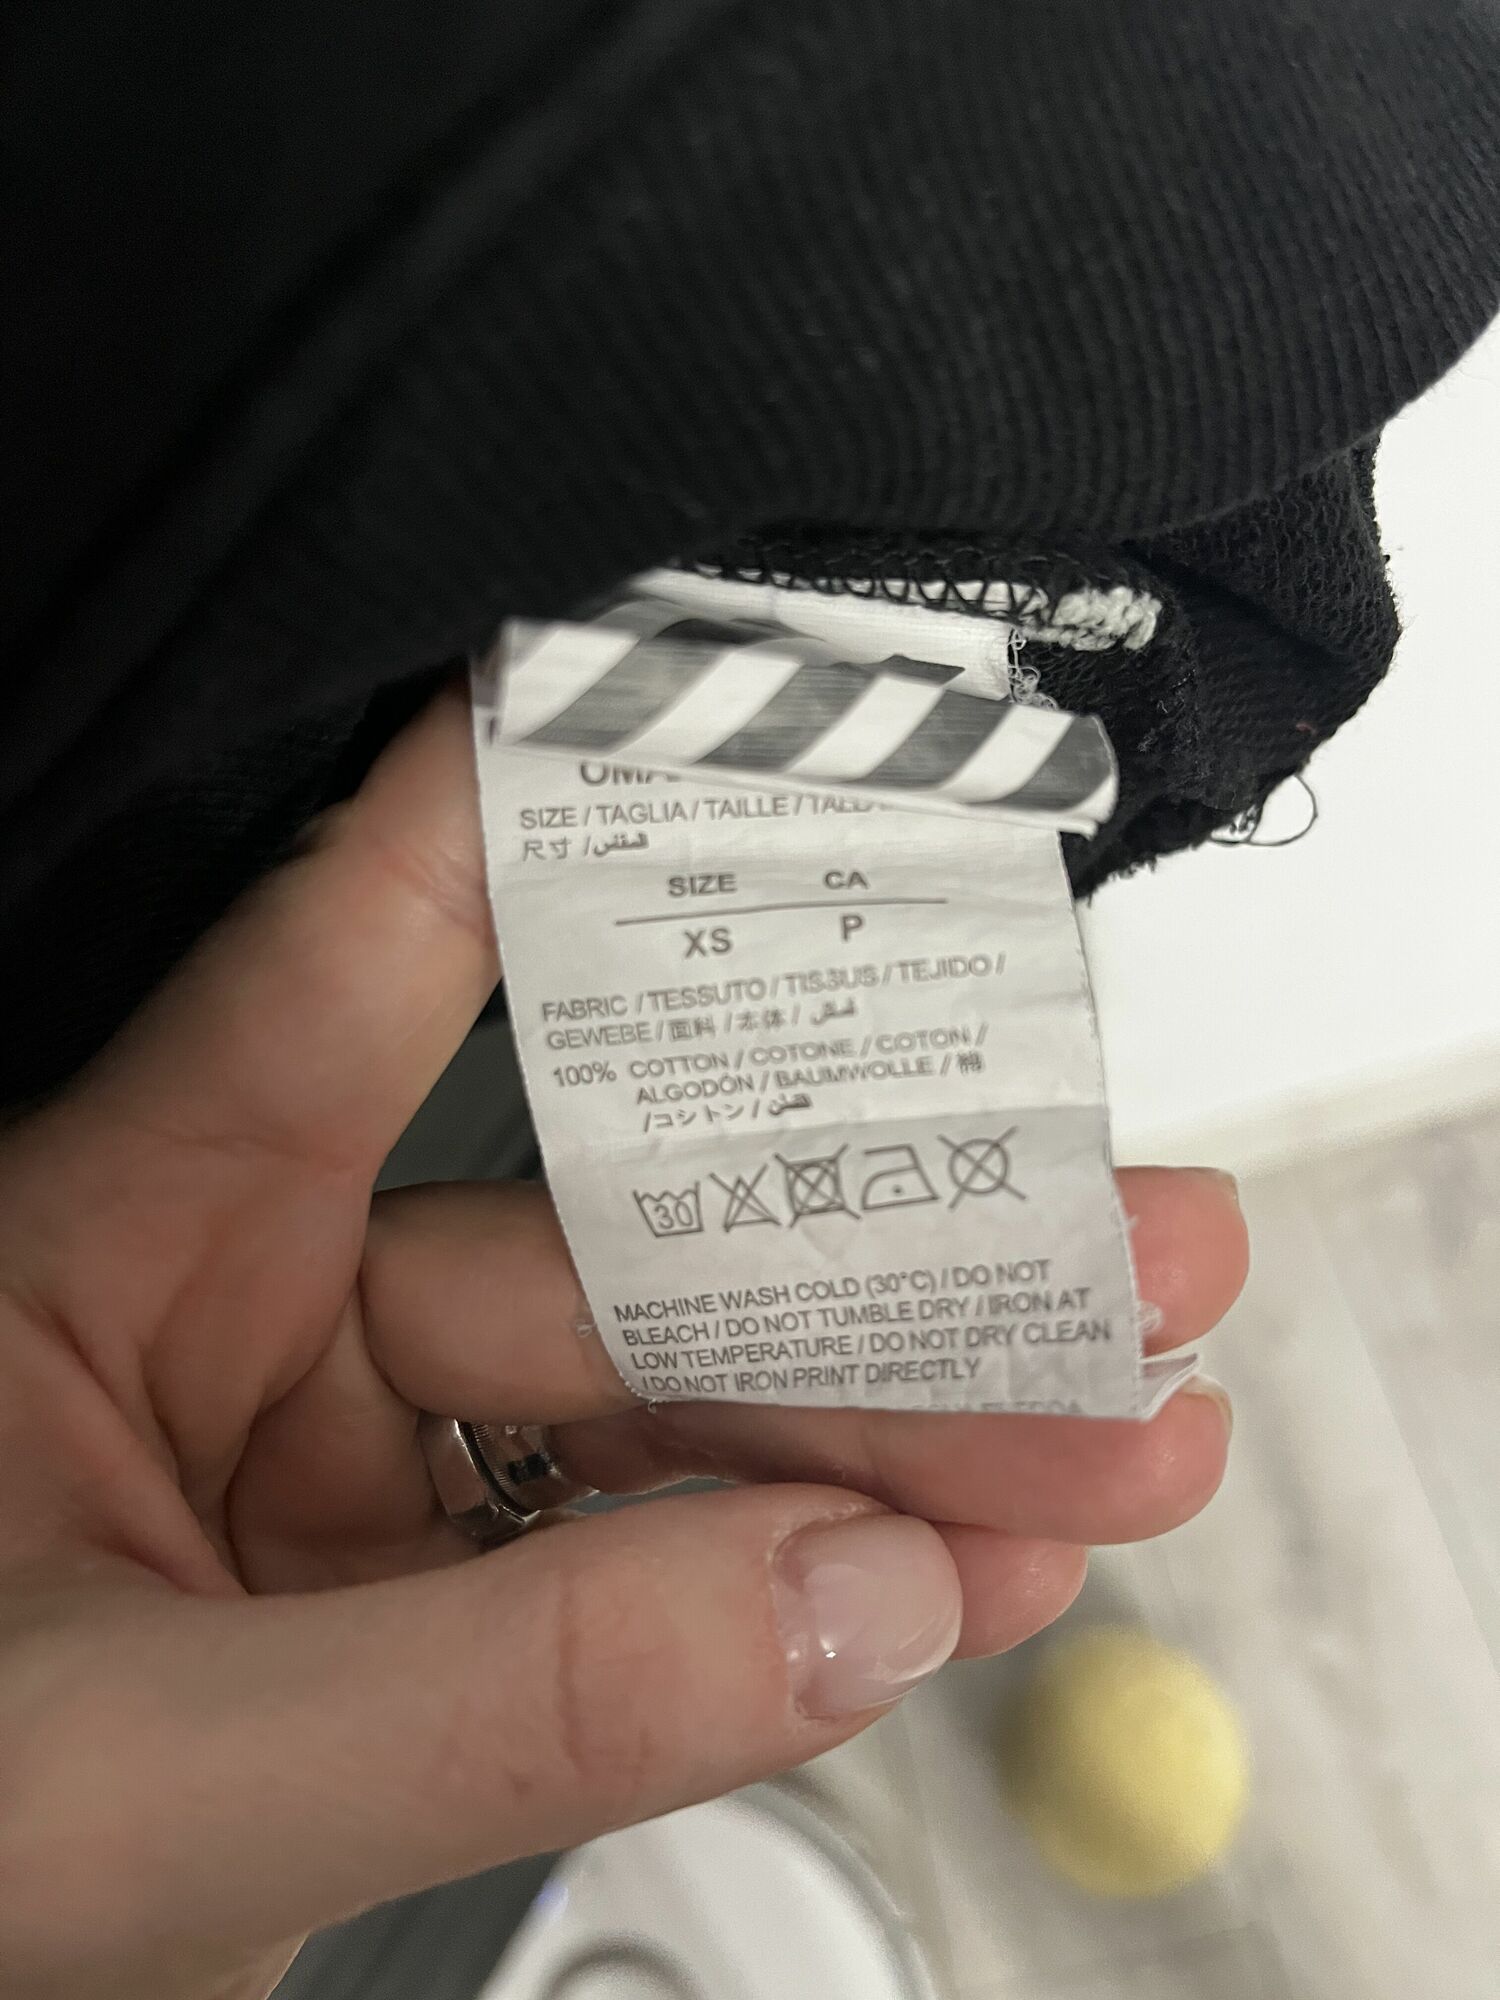 SIZE / TAGLIA / TAILLE /
尺寸 / المقاس
SIZE CA
XS P
FABRIC / TESSUTO / TISSUS / TEJIDO /
GEWEBE / 面料 / 本体 /
100% COTTON / COTONE / COTON /
ALGODÓN / BAUMWOLLE / 棉
/ コットン / القطن
30
MACHINE WASH COLD (30°C) / DO NOT
BLEACH / DO NOT TUMBLE DRY / IRON AT
LOW TEMPERATURE / DO NOT DRY CLEAN
/ DO NOT IRON PRINT DIRECTLY